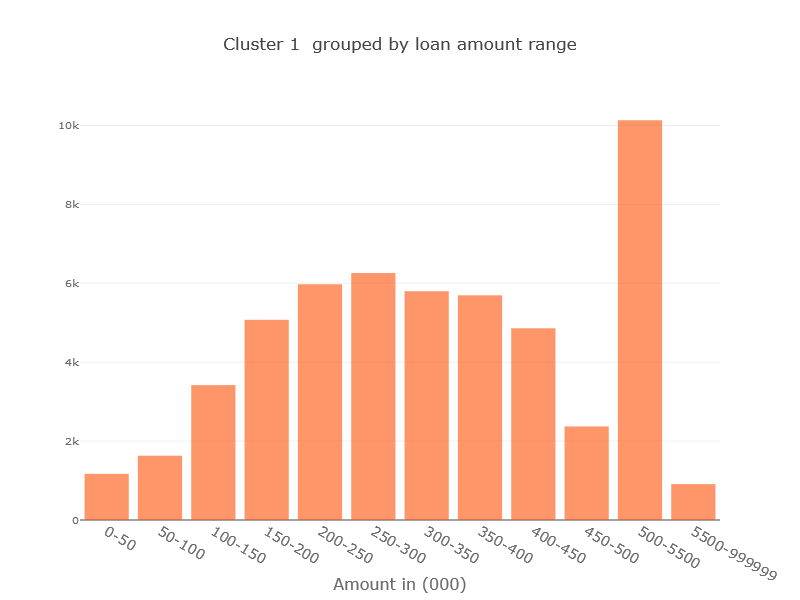 Cluster 1  grouped by loan amount range
10k
8k
6k
4k
2k
0
0-50
50-100
100-150
150-200
200-250
250-300
300-350
350-400
400-450
450-500
500-5500
5500-999999
Amount in (000)